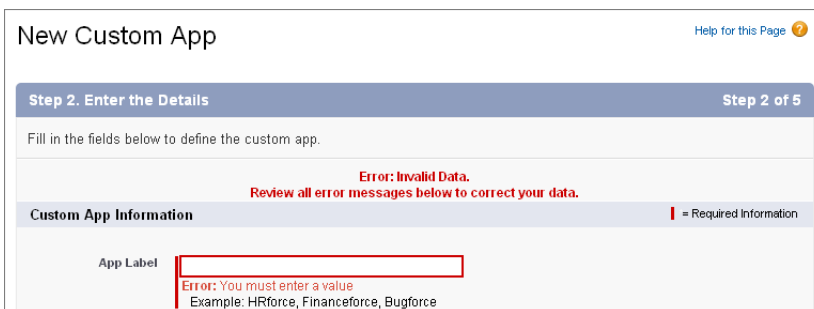 New Custom App
Help for this Page
Step 2. Enter the Details
Step 2 of 5
Fill in the fields below to define the custom app.
Error: Invalid Data.
Review all error messages below to correct your data.
Custom App Information
= Required Information
App Label
Error: You must enter a value
Example: HRforce, Financeforce, Bugforce